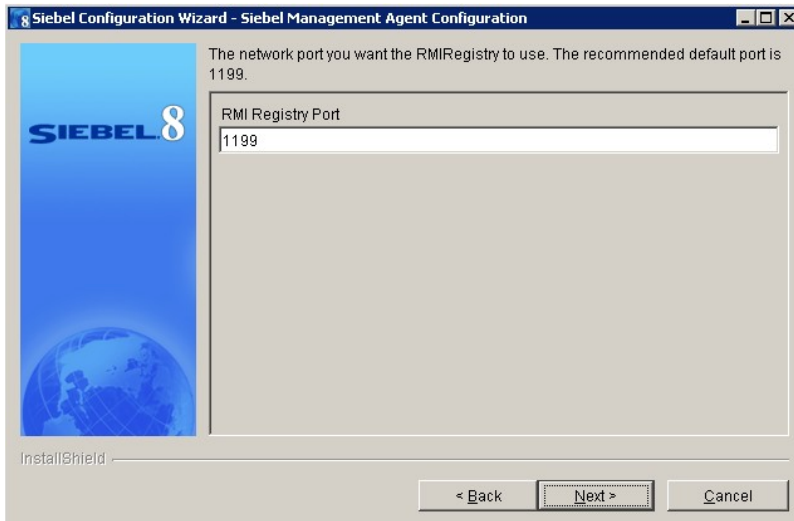 Siebel Configuration Wizard - Siebel Management Agent Configuration
The network port you want the RMIRegistry to use. The recommended default port is
1199.
SIEBEL.8
RMI Registry Port
1199
InstallShield
< Back
Next >
Cancel